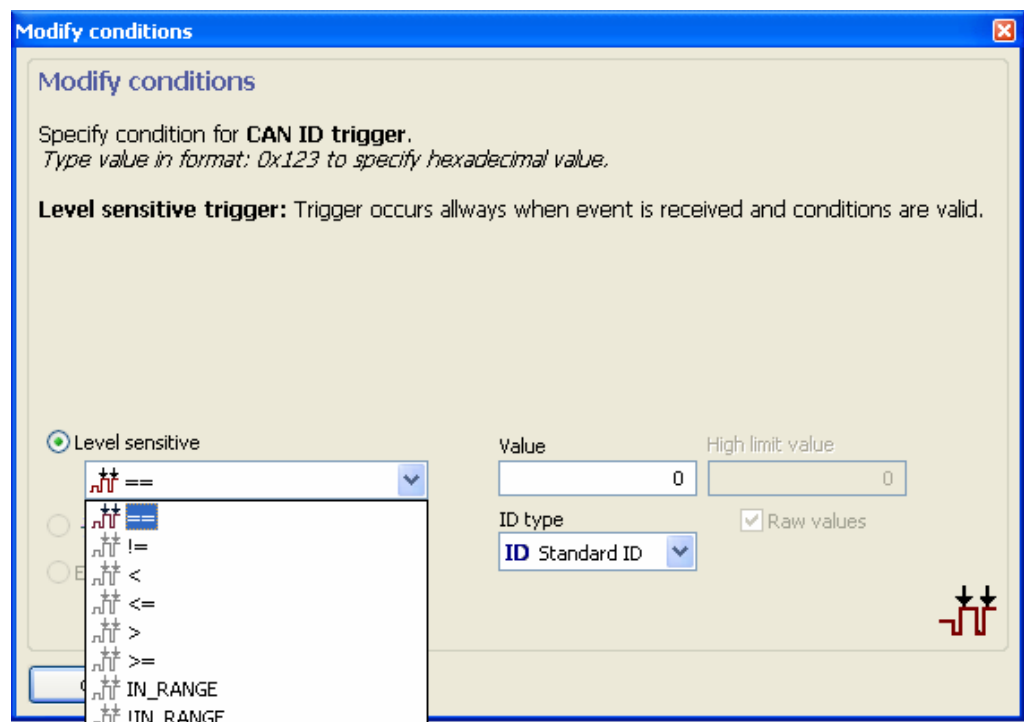 Modify conditions
Modify conditions
Specify condition for CAN ID trigger.
Type value in format: 0x123 to specify hexadecimal value.
Level sensitive trigger: Trigger occurs allways when event is received and conditions are valid.
Level sensitive
Value
High limit value
==
0
0
==
ID type
Raw values
!=
ID Standard ID
<
<=
>
>=
IN_RANGE
!IN_RANGE